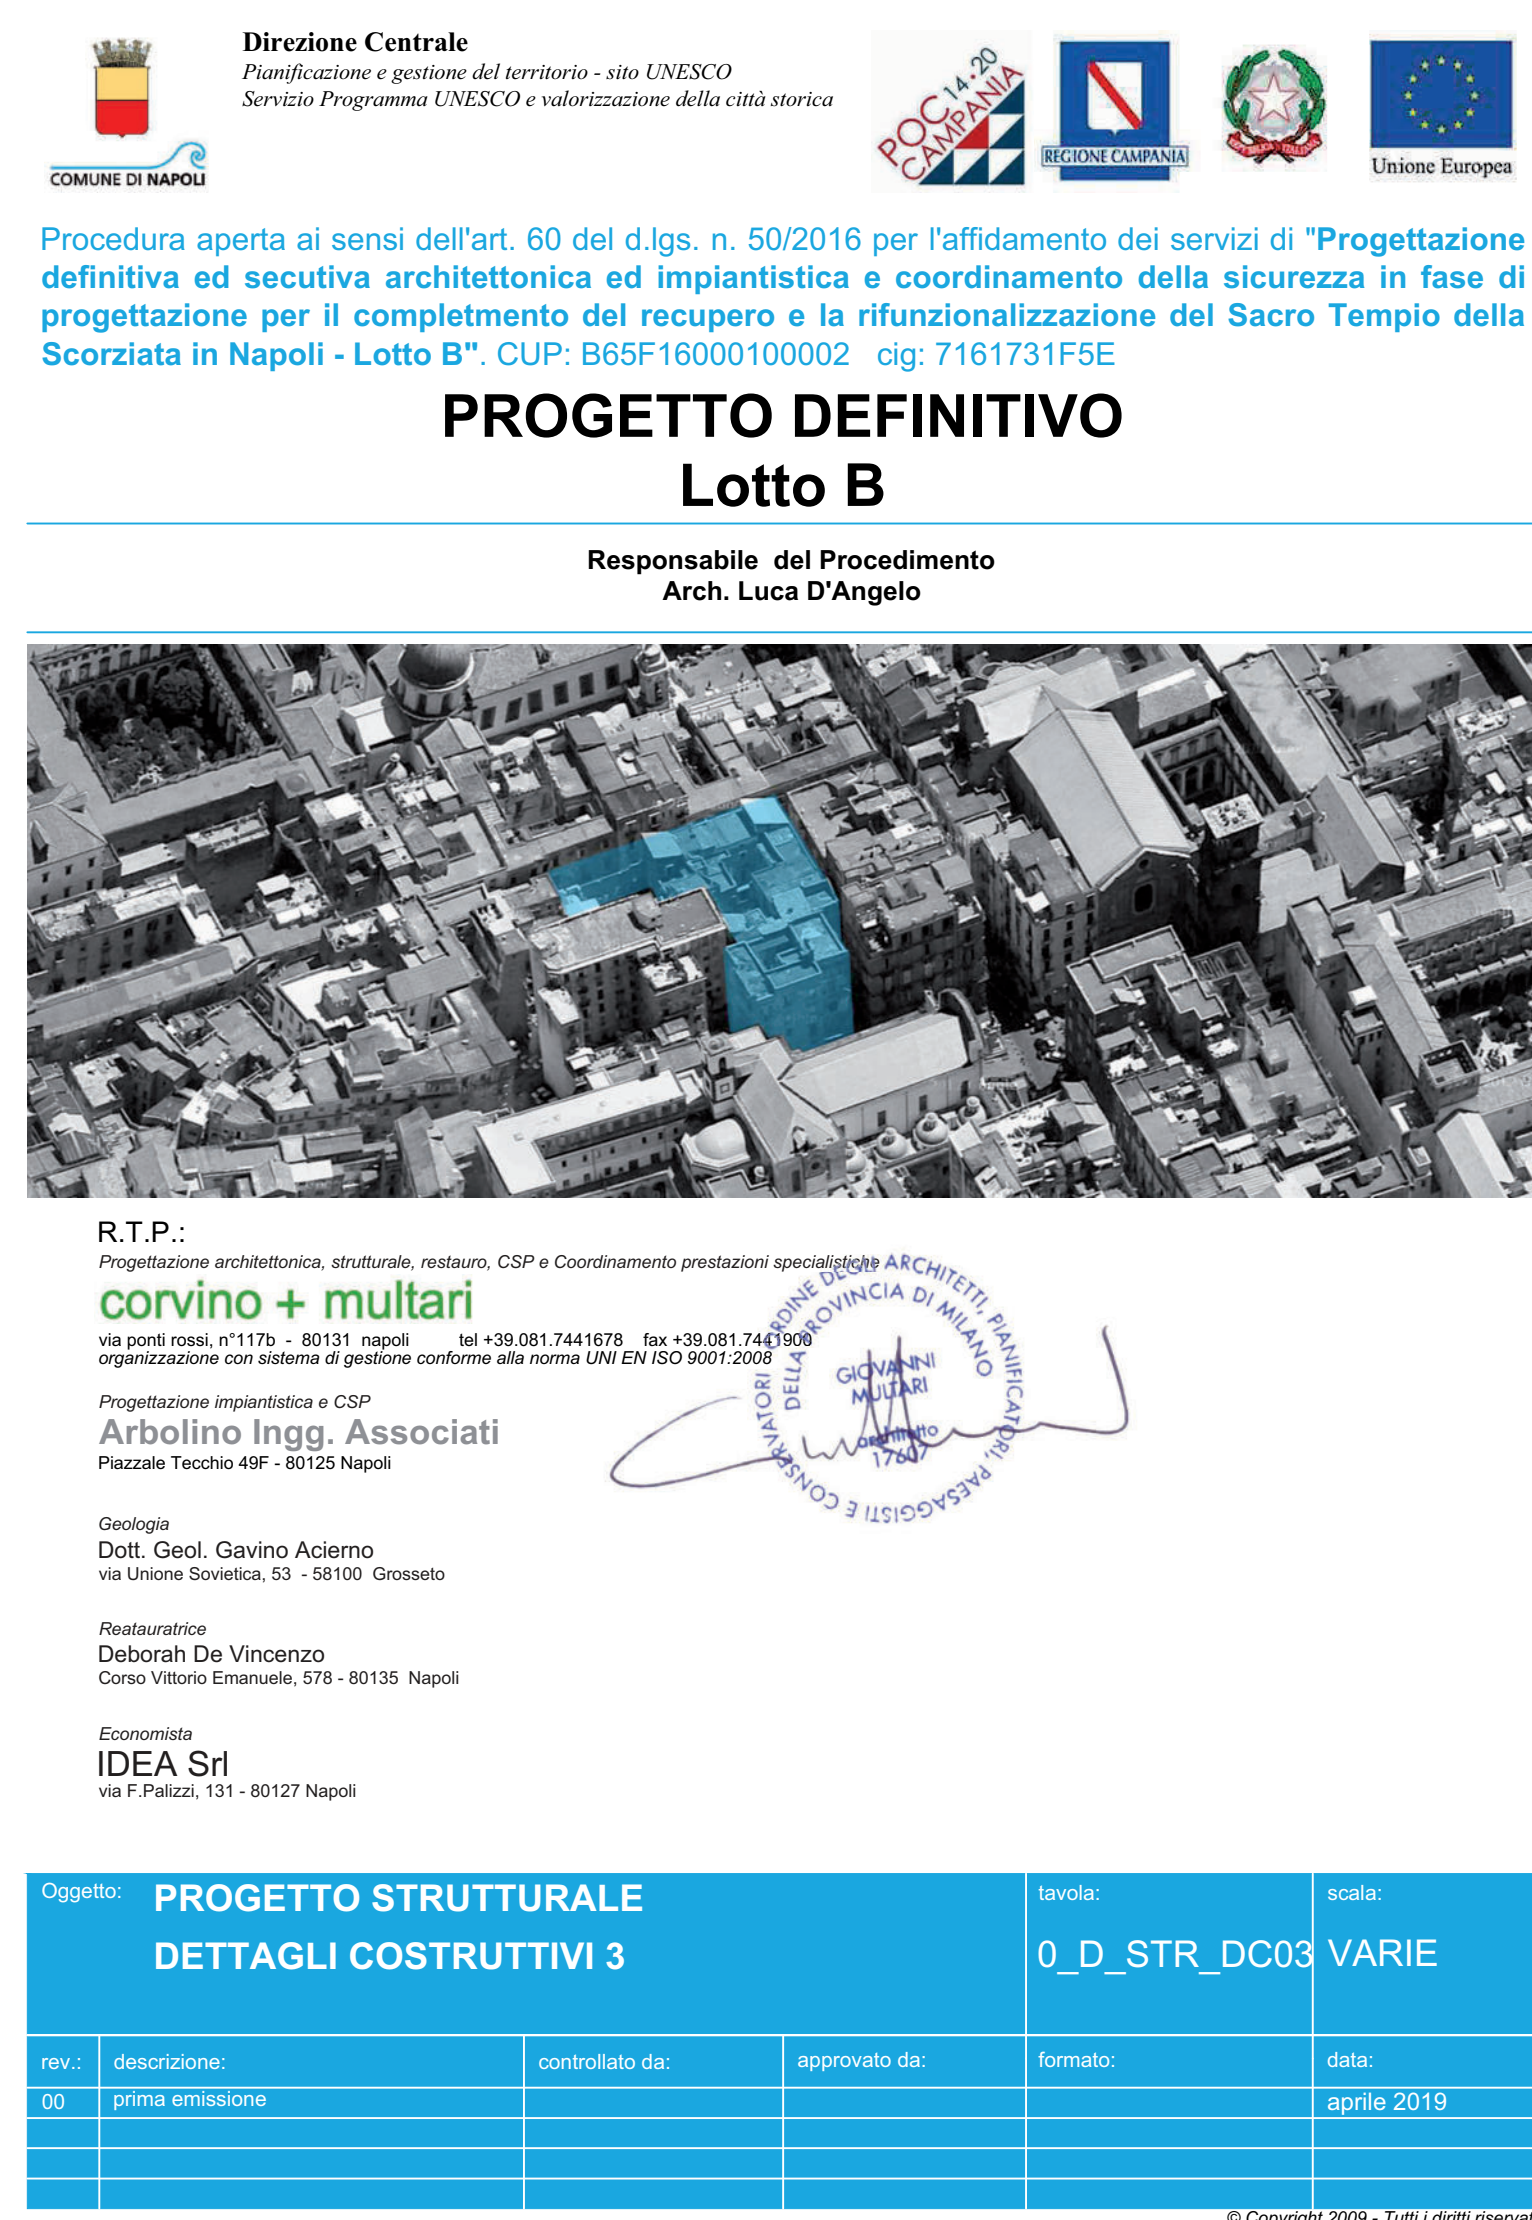 Direzione Centrale
Pianificazione e gestione del territorio - sito UNESCO
Servizio Programma UNESCO e valorizzazione della città storica
COMUNE DI NAPOLI
POC 14·20
CAMPANIA
REGIONE CAMPANIA
REPVBBLICA ITALIANA
Unione Europea
Procedura aperta ai sensi dell'art. 60 del d.lgs. n. 50/2016 per l'affidamento dei servizi di "Progettazione
definitiva ed secutiva architettonica ed impiantistica e coordinamento della sicurezza in fase di
progettazione per il completmento del recupero e la rifunzionalizzazione del Sacro Tempio della
Scorziata in Napoli - Lotto B". CUP: B65F16000100002 cig: 7161731F5E
PROGETTO DEFINITIVO
Lotto B
Responsabile del Procedimento
Arch. Luca D'Angelo
R.T.P.:
Progettazione architettonica, strutturale, restauro, CSP e Coordinamento prestazioni specialistiche
corvino + multari
via ponti rossi, n°117b - 80131 napoli tel +39.081.7441678 fax +39.081.7441900
organizzazione con sistema di gestione conforme alla norma UNI EN ISO 9001:2008
ORDINE DEGLI ARCHITETTI, PIANIFICATORI, PAESAGGISTI E CONSERVATORI
DELLA PROVINCIA DI MILANO
GIOVANNI
MULTARI
architetto
17607
Progettazione impiantistica e CSP
Arbolino Ingg. Associati
Piazzale Tecchio 49F - 80125 Napoli
Geologia
Dott. Geol. Gavino Acierno
via Unione Sovietica, 53 - 58100 Grosseto
Reatauratrice
Deborah De Vincenzo
Corso Vittorio Emanuele, 578 - 80135 Napoli
Economista
IDEA Srl
via F.Palizzi, 131 - 80127 Napoli
Oggetto: PROGETTO STRUTTURALE
DETTAGLI COSTRUTTIVI 3
tavola: scala:
0_D_STR_DC03 VARIE
rev.: descrizione: controllato da: approvato da: formato: data:
00 prima emissione aprile 2019
© Copyright 2009 - Tutti i diritti riservat